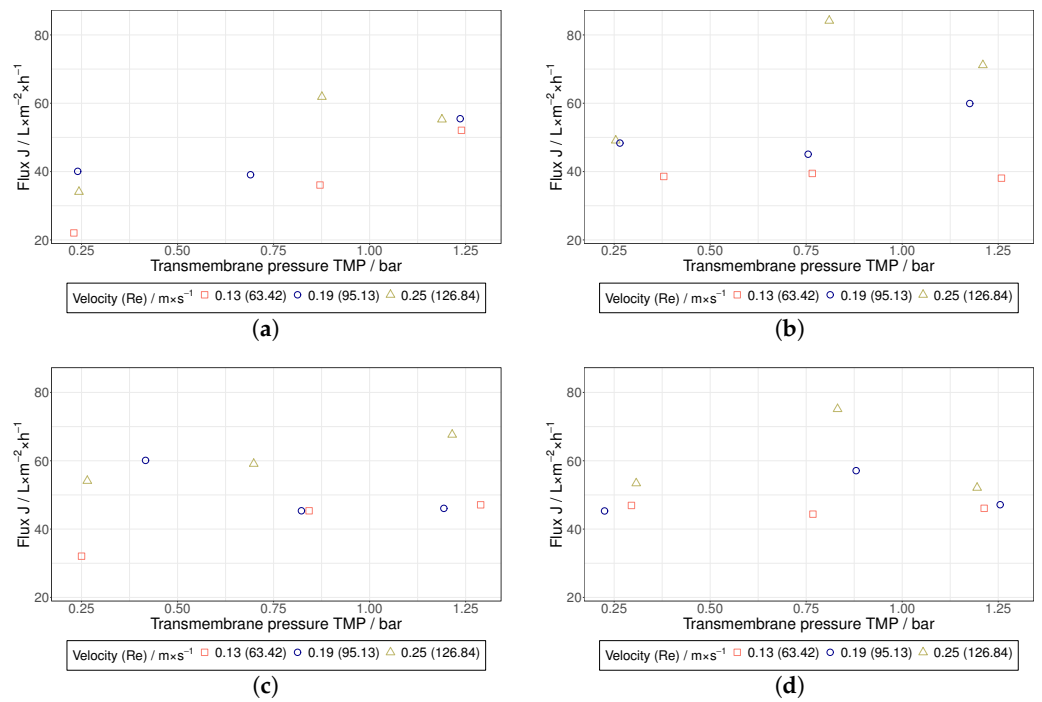 80
60
40
20
Flux J / L×m⁻²×h⁻¹
0.25 0.50 0.75 1.00 1.25
Transmembrane pressure TMP / bar
Velocity (Re) / m×s⁻¹ 0.13 (63.42) 0.19 (95.13) 0.25 (126.84)
(a)
80
60
40
20
Flux J / L×m⁻²×h⁻¹
0.25 0.50 0.75 1.00 1.25
Transmembrane pressure TMP / bar
Velocity (Re) / m×s⁻¹ 0.13 (63.42) 0.19 (95.13) 0.25 (126.84)
(b)
80
60
40
20
Flux J / L×m⁻²×h⁻¹
0.25 0.50 0.75 1.00 1.25
Transmembrane pressure TMP / bar
Velocity (Re) / m×s⁻¹ 0.13 (63.42) 0.19 (95.13) 0.25 (126.84)
(c)
80
60
40
20
Flux J / L×m⁻²×h⁻¹
0.25 0.50 0.75 1.00 1.25
Transmembrane pressure TMP / bar
Velocity (Re) / m×s⁻¹ 0.13 (63.42) 0.19 (95.13) 0.25 (126.84)
(d)